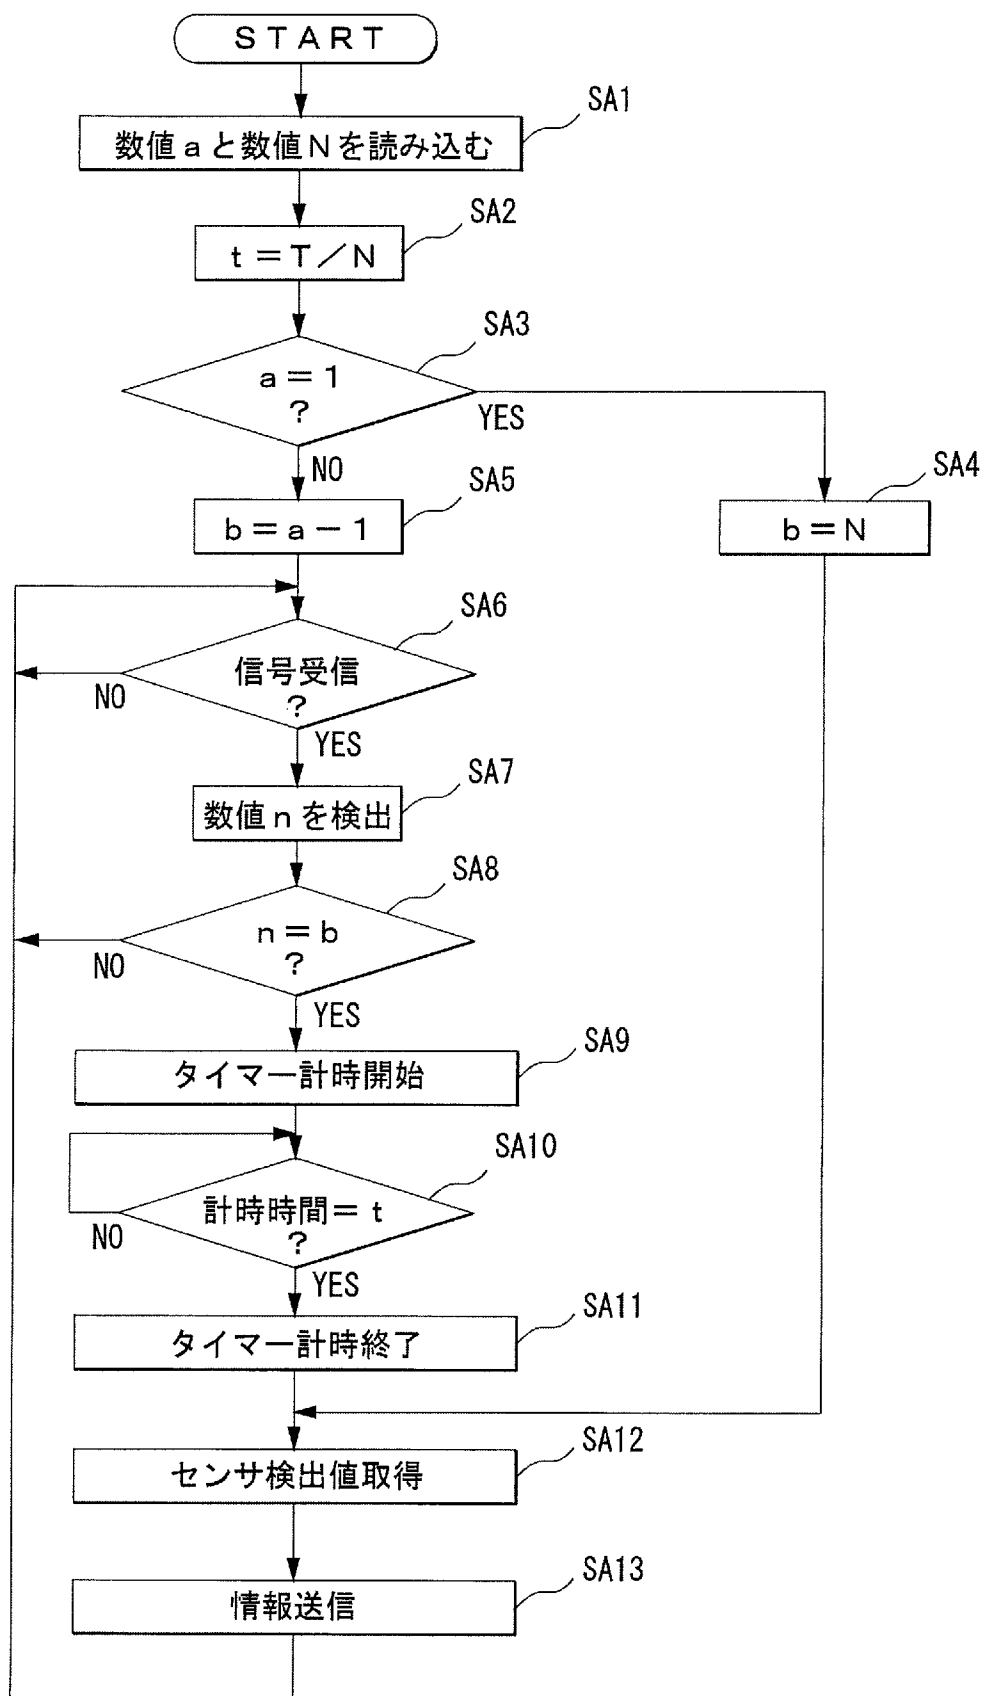 START
SA1
数値aと数値Nを読み込む
SA2
t=T/N
SA3
a=1
?
YES
NO
SA5
b=a-1
SA4
b=N
SA6
信号受信
?
NO
YES
SA7
数値nを検出
SA8
n=b
?
NO
YES
SA9
タイマー計時開始
SA10
計時時間=t
?
NO
YES
SA11
タイマー計時終了
SA12
センサ検出値取得
SA13
情報送信